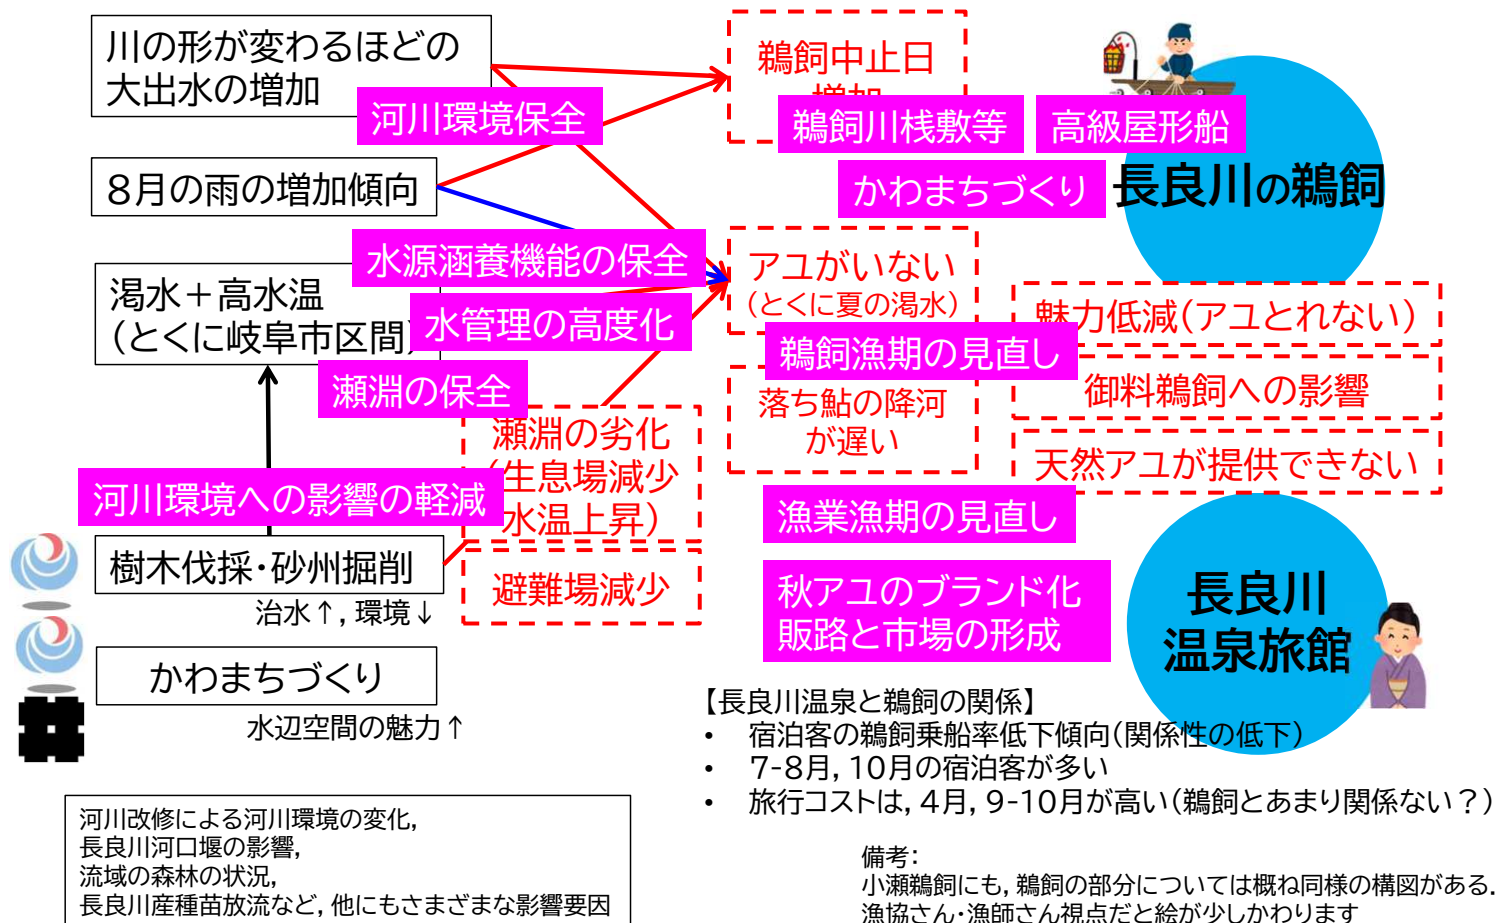 川の形が変わるほどの
大出水の増加
河川環境保全
8月の雨の増加傾向
水源涵養機能の保全
渇水+高水温
(とくに岐阜市区間)
水管理の高度化
瀬淵の保全
瀬淵の劣化
(生息場減少
水温上昇)
河川環境への影響の軽減
樹木伐採・砂州掘削
治水↑, 環境↓
避難場減少
かわまちづくり
水辺空間の魅力↑
河川改修による河川環境の変化,
長良川河口堰の影響,
流域の森林の状況,
長良川産種苗放流など, 他にもさまざまな影響要因
鵜飼中止日
増加
鵜飼川桟敷等
高級屋形船
かわまちづくり
長良川の鵜飼
アユがいない
(とくに夏の渇水)
鵜飼漁期の見直し
落ち鮎の降河
が遅い
魅力低減(アユとれない)
御料鵜飼への影響
天然アユが提供できない
漁業漁期の見直し
秋アユのブランド化
販路と市場の形成
長良川
温泉旅館
【長良川温泉と鵜飼の関係】
• 宿泊客の鵜飼乗船率低下傾向(関係性の低下)
• 7-8月, 10月の宿泊客が多い
• 旅行コストは, 4月, 9-10月が高い(鵜飼とあまり関係ない?)
備考:
小瀬鵜飼にも, 鵜飼の部分については概ね同様の構図がある.
漁協さん・漁師さん視点だと絵が少しかわります